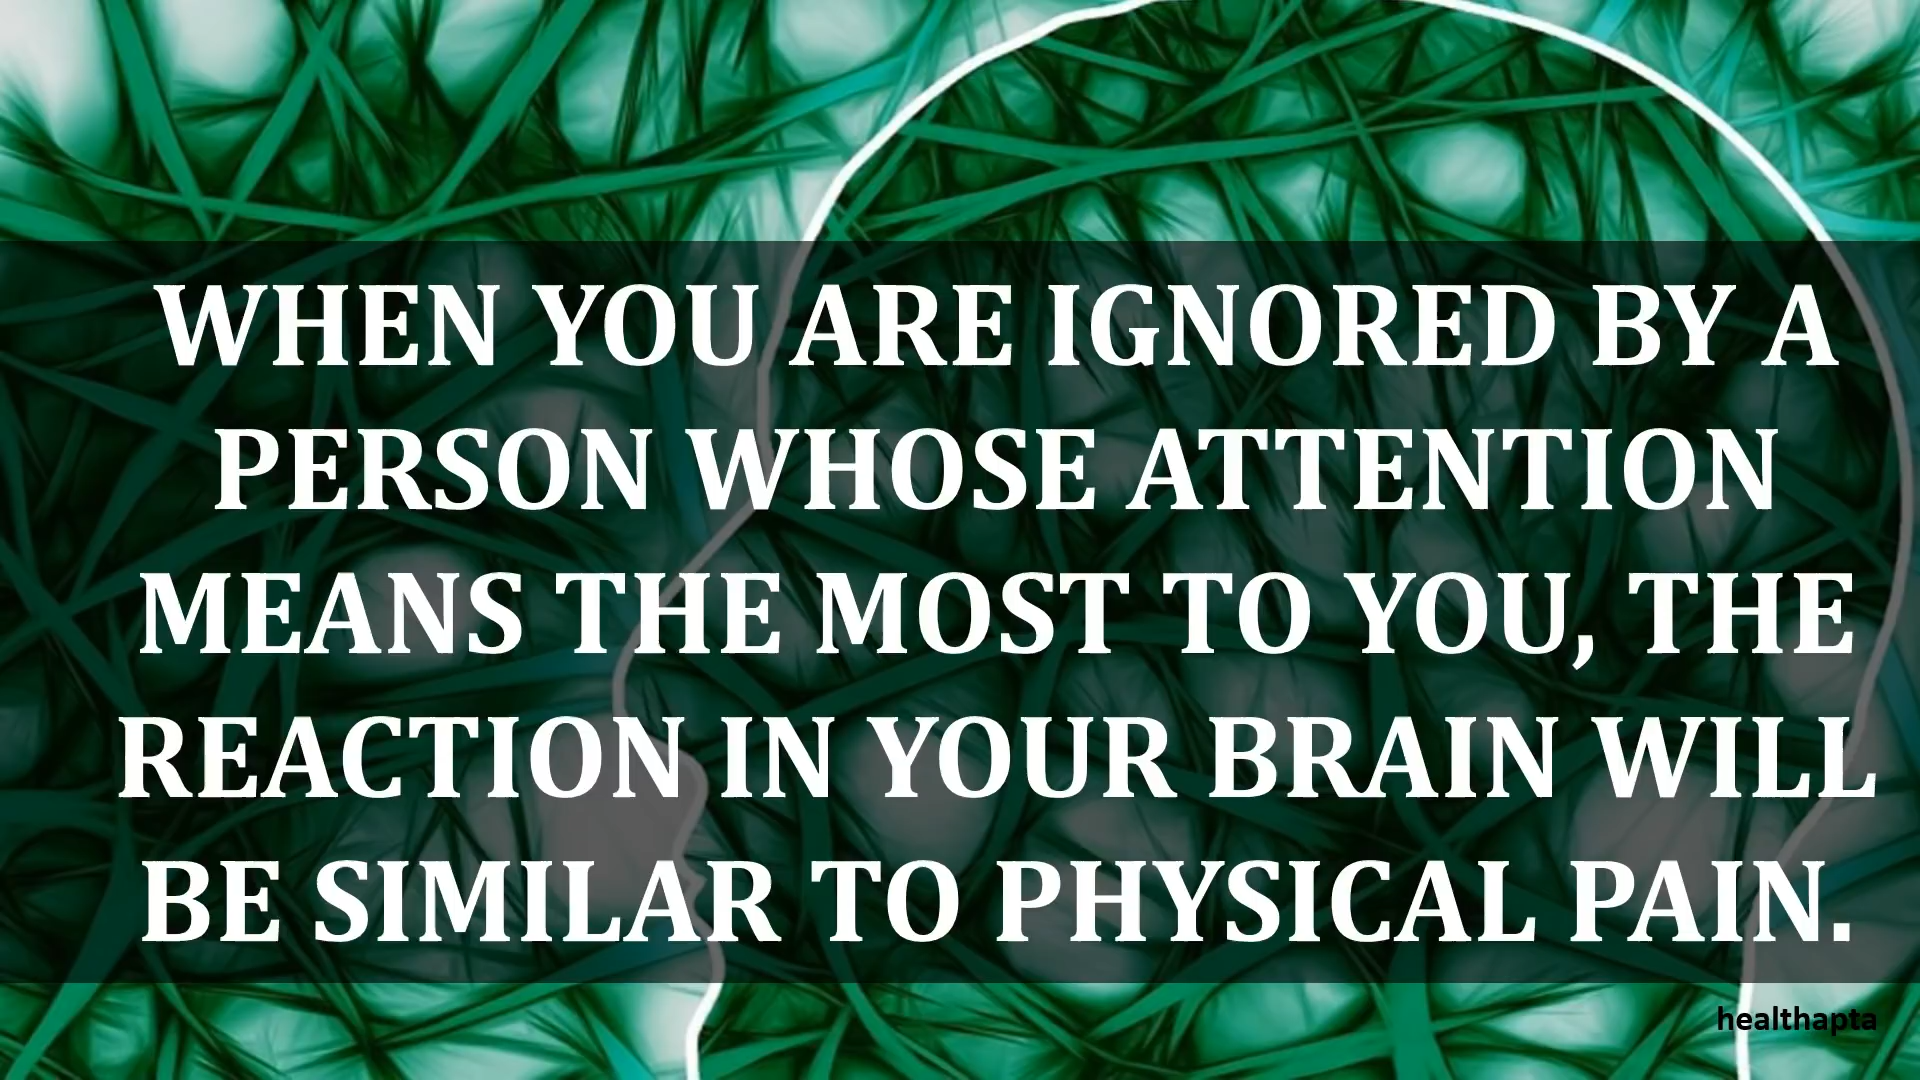 WHEN YOU ARE IGNORED BY A
PERSON WHOSE ATTENTION
MEANS THE MOST TO YOU, THE
REACTION IN YOUR BRAIN WILL
BE SIMILAR TO PHYSICAL PAIN.
healthapta